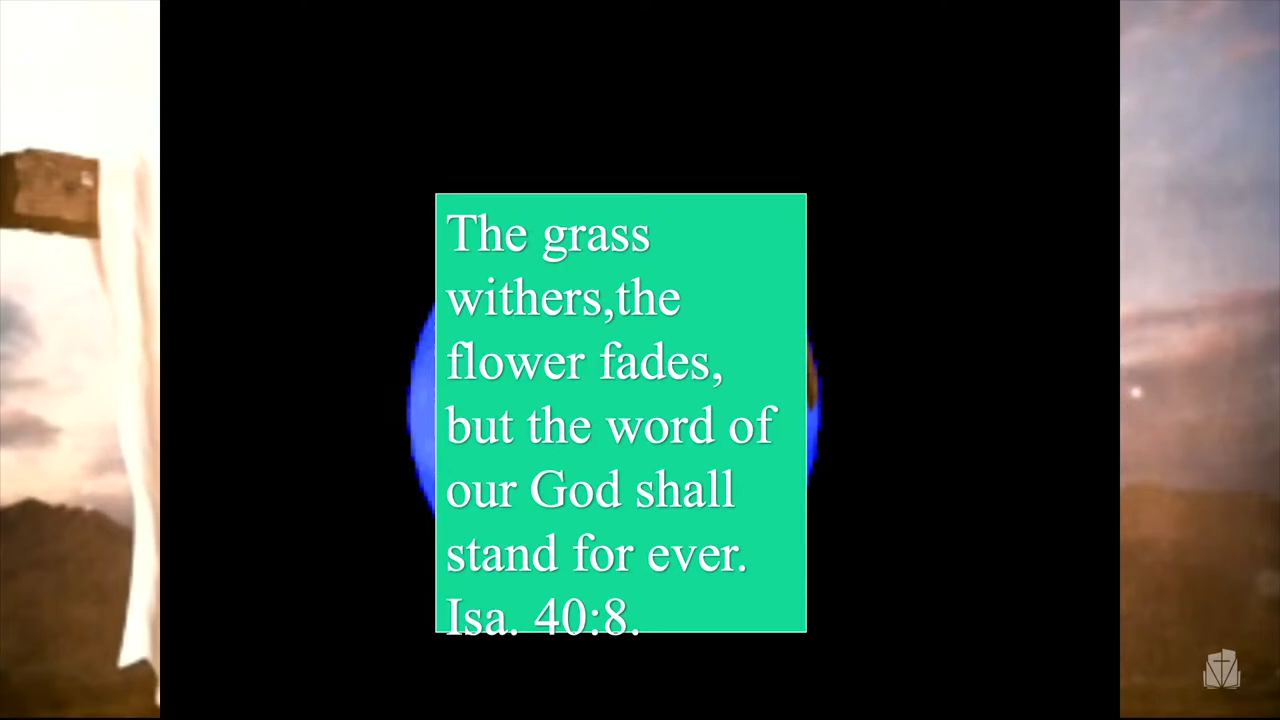 The grass
withers,the
flower fades,
but the word of
our God shall
stand for ever.
Isa. 40:8.